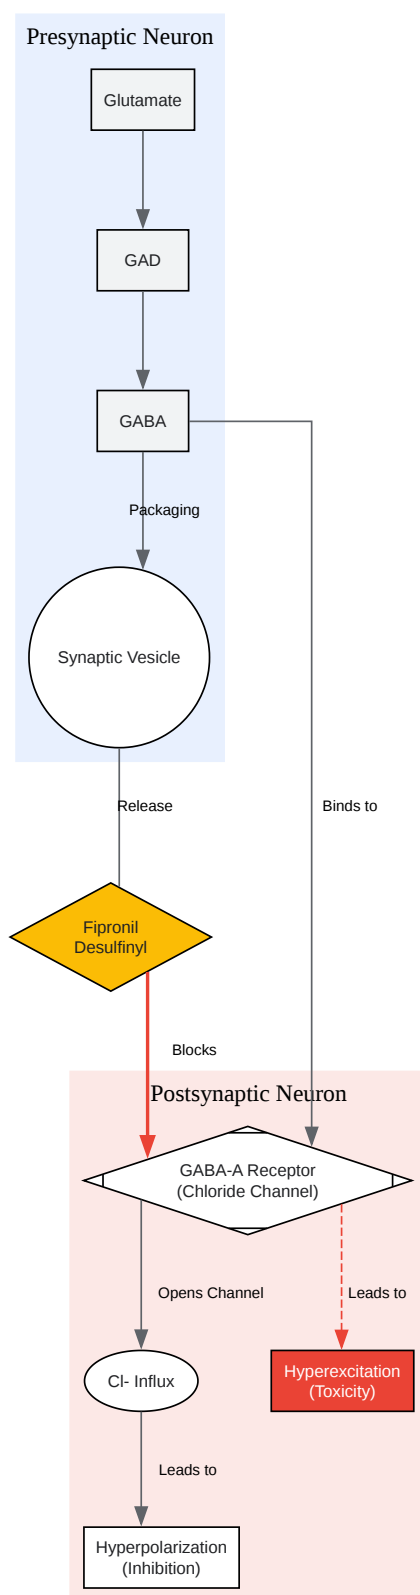 Presynaptic Neuron
Glutamate
GAD
GABA
Packaging
Synaptic Vesicle
Release
Binds to
Fipronil
Desulfinyl
Blocks
Postsynaptic Neuron
GABA-A Receptor
(Chloride Channel)
Opens Channel
Leads to
Cl- Influx
Hyperexcitation
(Toxicity)
Leads to
Hyperpolarization
(Inhibition)